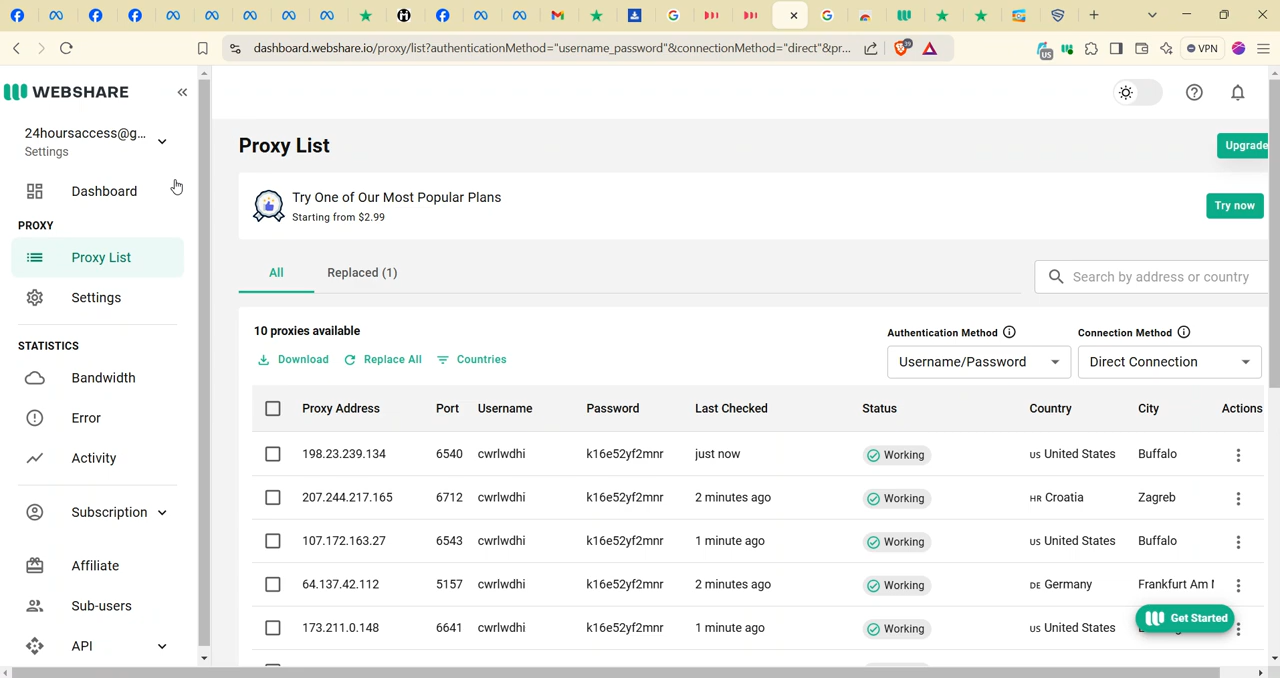 dashboard.webshare.io/proxy/list?authenticationMethod="username_password"&connectionMethod="direct"&pr...
VPN
WEBSHARE
24hoursaccess@g...
Settings
Dashboard
PROXY
Proxy List
Settings
STATISTICS
Bandwidth
Error
Activity
Subscription
Affiliate
Sub-users
API
Proxy List
Upgrade
Try One of Our Most Popular Plans
Starting from $2.99
Try now
All Replaced (1)
Search by address or country
10 proxies available
Download Replace All Countries
Authentication Method Connection Method
Username/Password Direct Connection
Proxy Address Port Username Password Last Checked Status Country City Actions
198.23.239.134 6540 cwrlwdhi k16e52yf2mnr just now Working US United States Buffalo
207.244.217.165 6712 cwrlwdhi k16e52yf2mnr 2 minutes ago Working HR Croatia Zagreb
107.172.163.27 6543 cwrlwdhi k16e52yf2mnr 1 minute ago Working US United States Buffalo
64.137.42.112 5157 cwrlwdhi k16e52yf2mnr 2 minutes ago Working DE Germany Frankfurt Am
173.211.0.148 6641 cwrlwdhi k16e52yf2mnr 1 minute ago Working US United States
Get Started